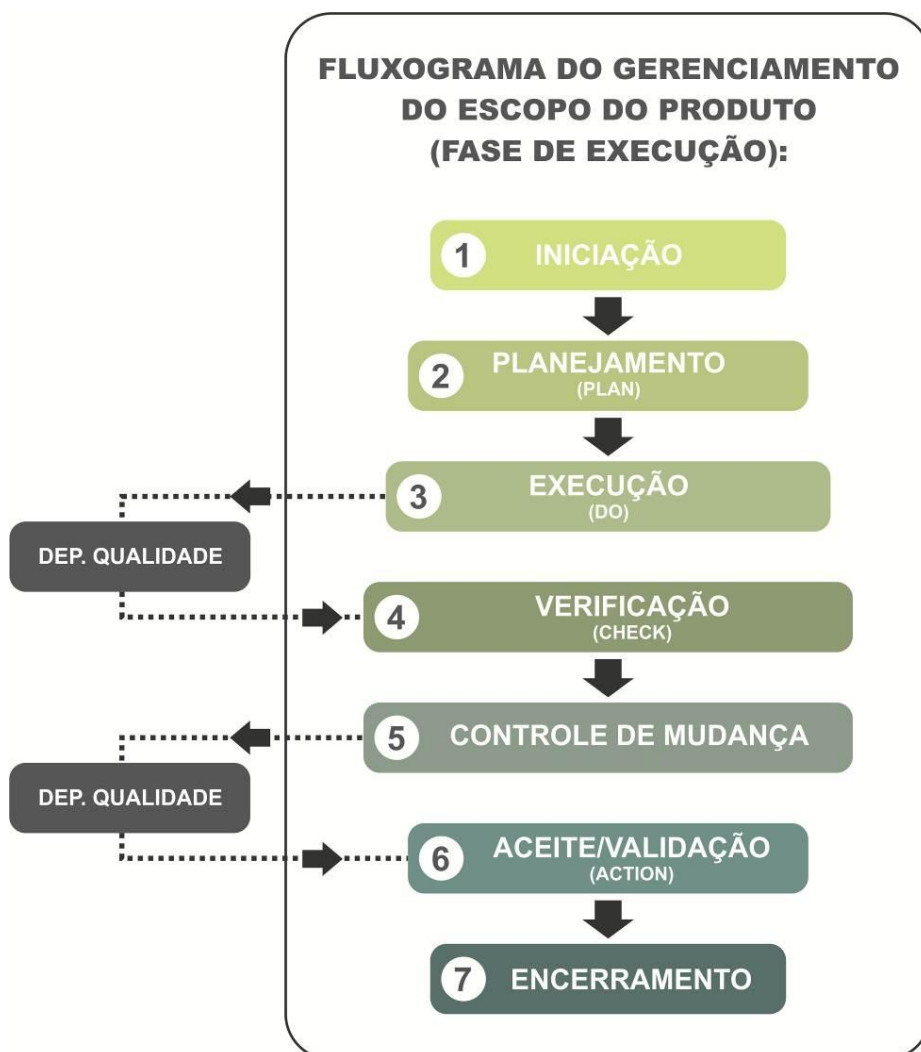 FLUXOGRAMA DO GERENCIAMENTO
DO ESCOPO DO PRODUTO
(FASE DE EXECUÇÃO):
1 INICIAÇÃO
2 PLANEJAMENTO
(PLAN)
3 EXECUÇÃO
(DO)
DEP. QUALIDADE
4 VERIFICAÇÃO
(CHECK)
5 CONTROLE DE MUDANÇA
DEP. QUALIDADE
6 ACEITE/VALIDAÇÃO
(ACTION)
7 ENCERRAMENTO